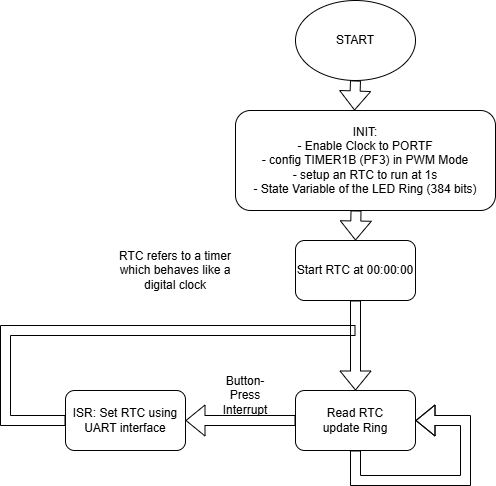 START
INIT:
- Enable Clock to PORTF
- config TIMER1B (PF3) in PWM Mode
- setup an RTC to run at 1s
- State Variable of the LED Ring (384 bits)
RTC refers to a timer
which behaves like a
digital clock
Start RTC at 00:00:00
Button-
Press
Interrupt
ISR: Set RTC using
UART interface
Read RTC
update Ring